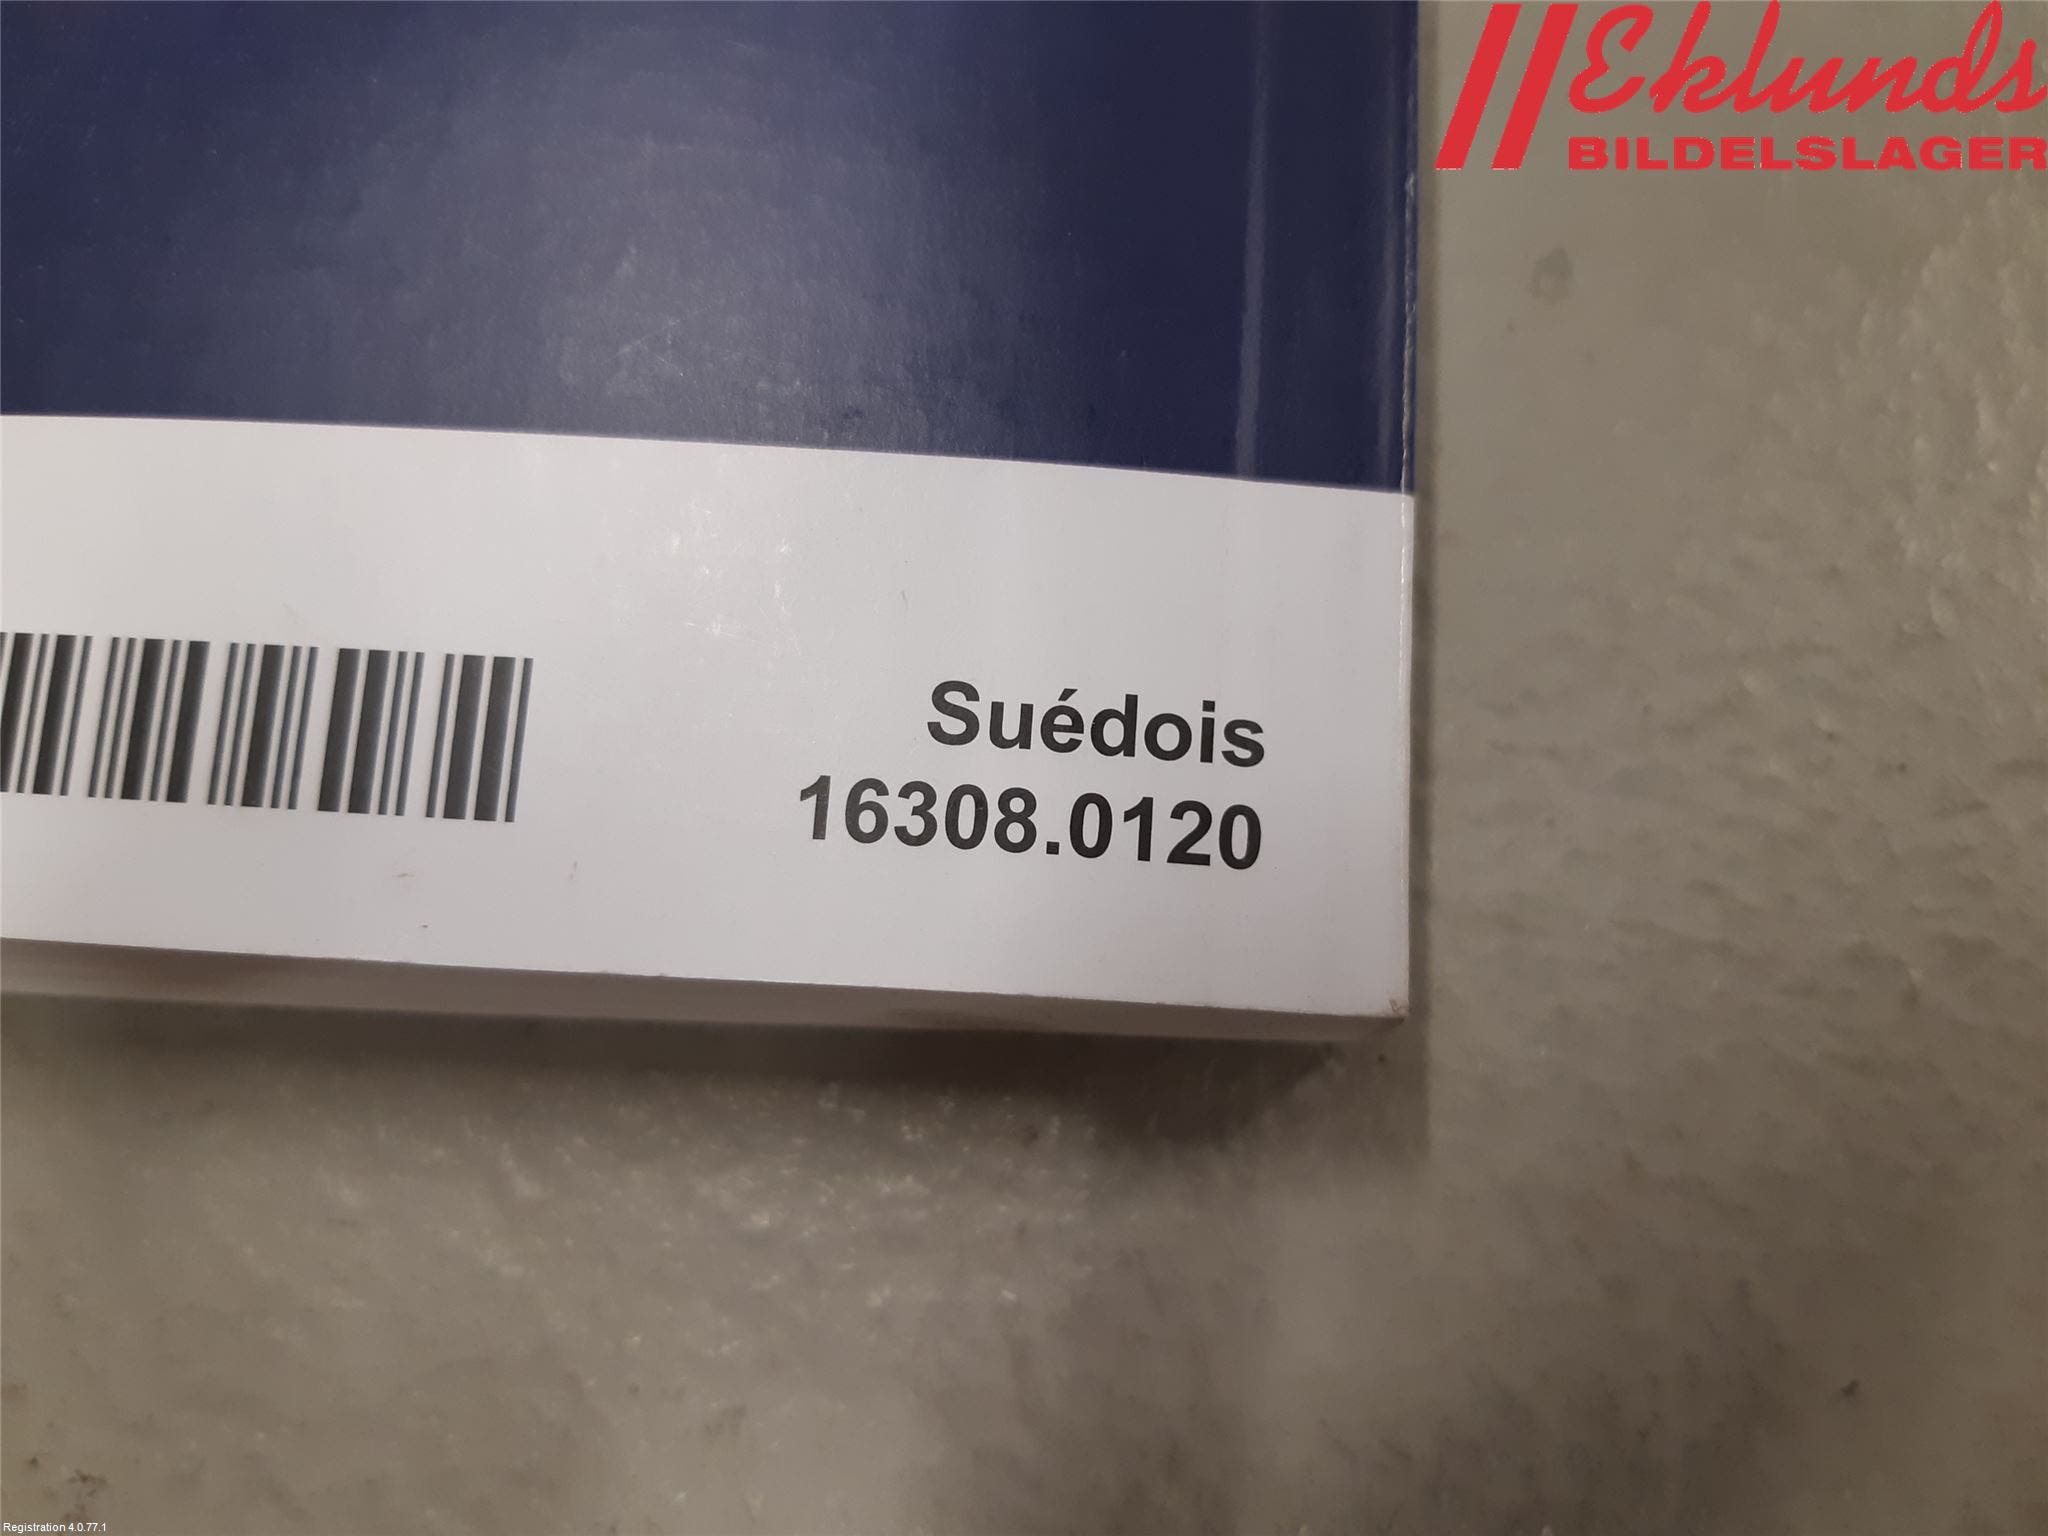 Eklunds
BILDELSLAGER
Suédois
16308.0120
Registration 4.0.77.1